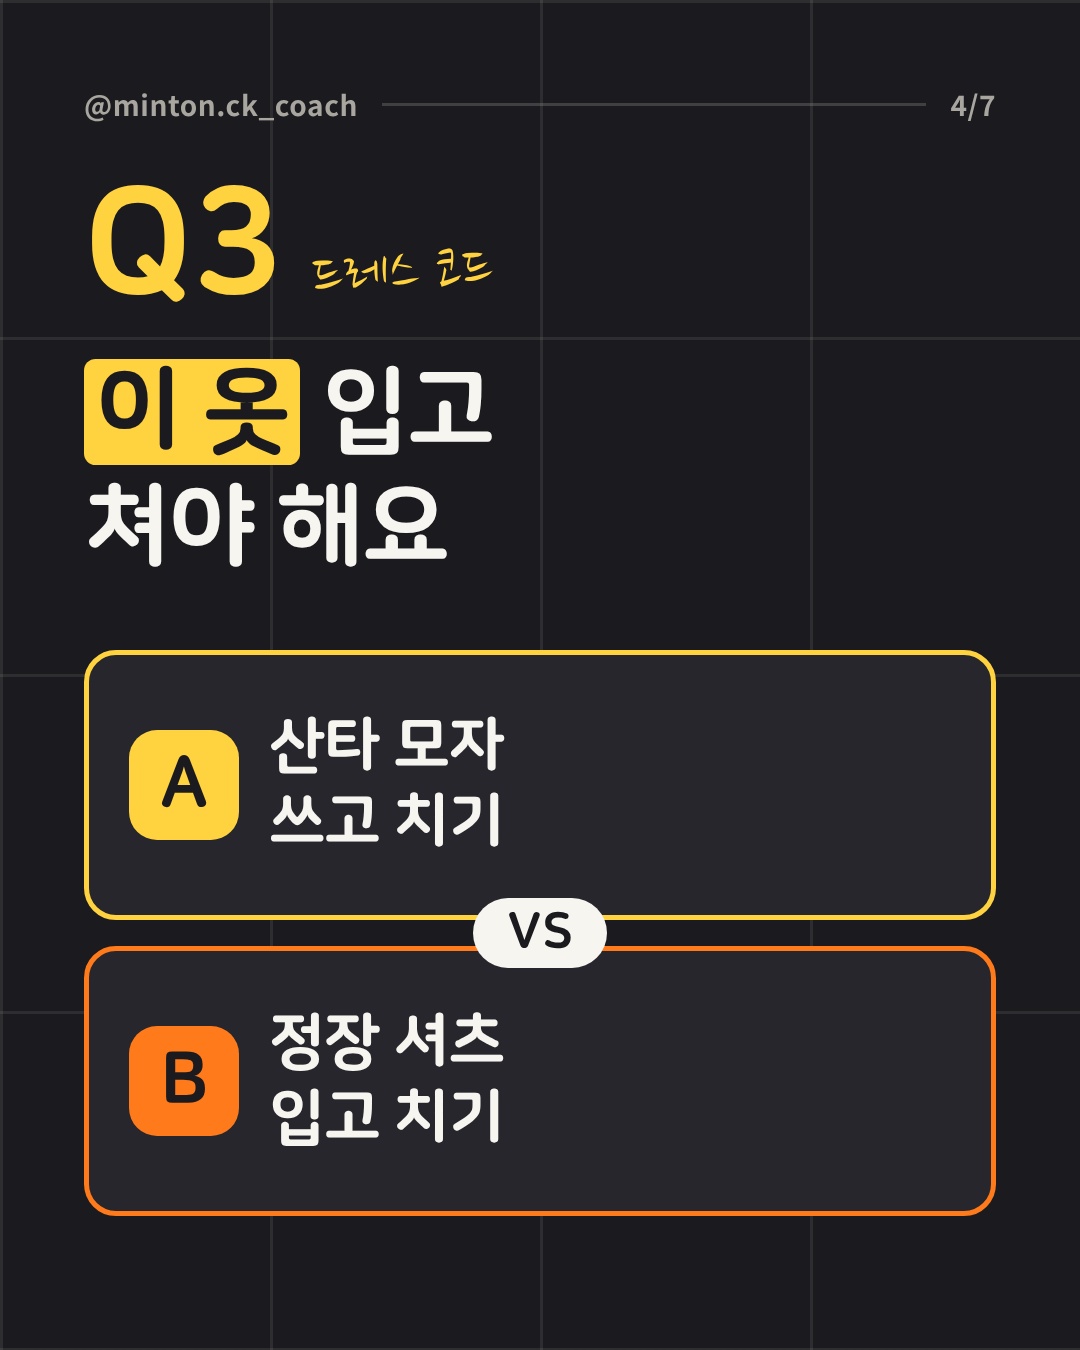 @minton.ck_coach 4/7
Q3 드레스 코드
이 옷 입고
쳐야 해요
A
산타 모자
쓰고 치기
VS
B
정장 셔츠
입고 치기